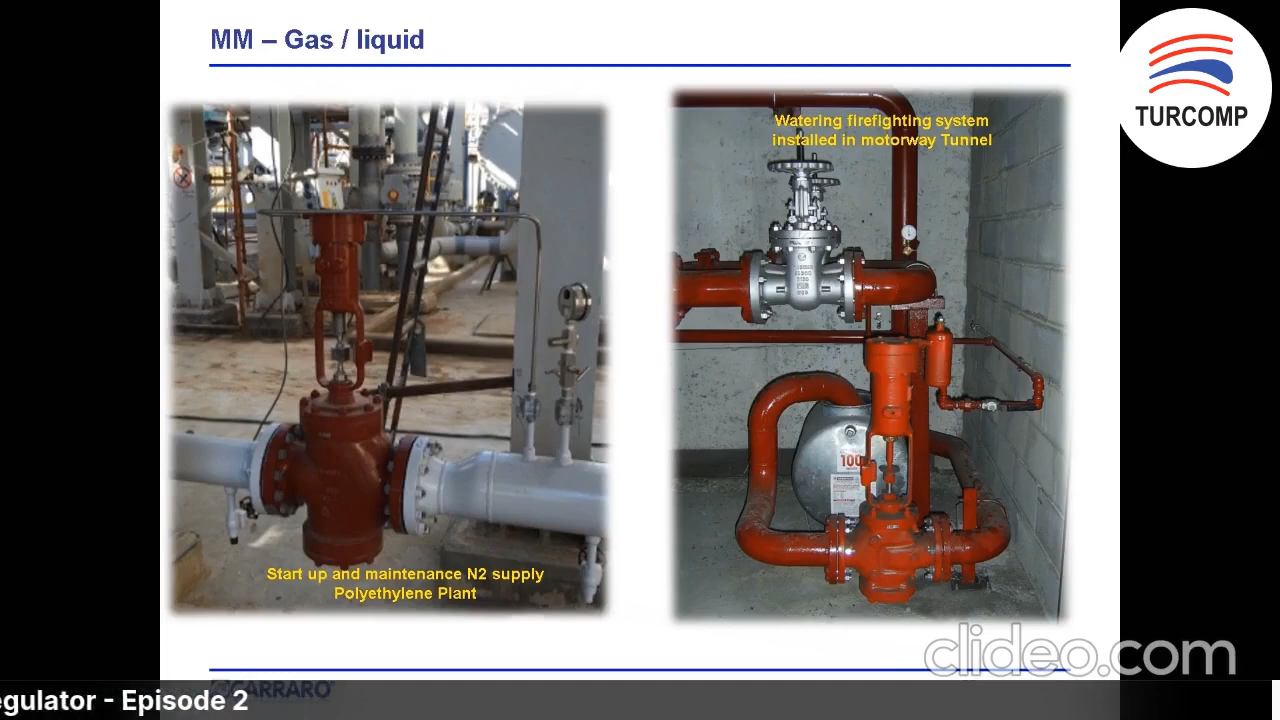 MM – Gas / liquid
TURCOMP
Watering firefighting system
installed in motorway Tunnel
100
Start up and maintenance N2 supply
Polyethylene Plant
clideo.com
CARRARO
egulator - Episode 2